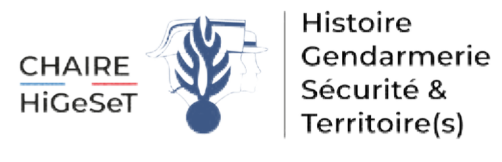 CHAIRE
HiGeSeT
Histoire
Gendarmerie
Sécurité &
Territoire(s)